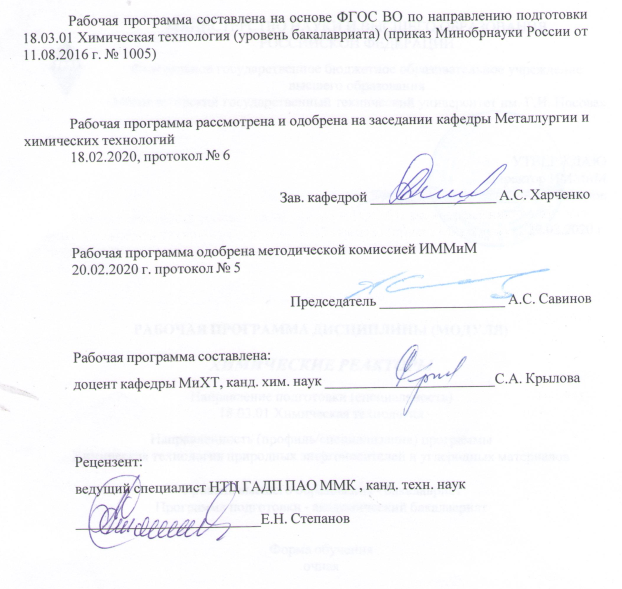 Рабочая программа составлена на основе ФГОС ВО по направлению подготовки
18.03.01 Химическая технология (уровень бакалавриата) (приказ Минобрнауки России от
11.08.2016 г. № 1005)
Рабочая программа рассмотрена и одобрена на заседании кафедры Металлургии и
химических технологий
18.02.2020, протокол № 6
Зав. кафедрой _________________ А.С. Харченко
Рабочая программа одобрена методической комиссией ИММиМ
20.02.2020 г. протокол № 5
Председатель _________________ А.С. Савинов
Рабочая программа составлена:
доцент кафедры МиХТ, канд. хим. наук _______________________С.А. Крылова
Рецензент:
ведущий специалист НТЦ ГАДП ПАО ММК , канд. техн. наук
_________________________Е.Н. Степанов